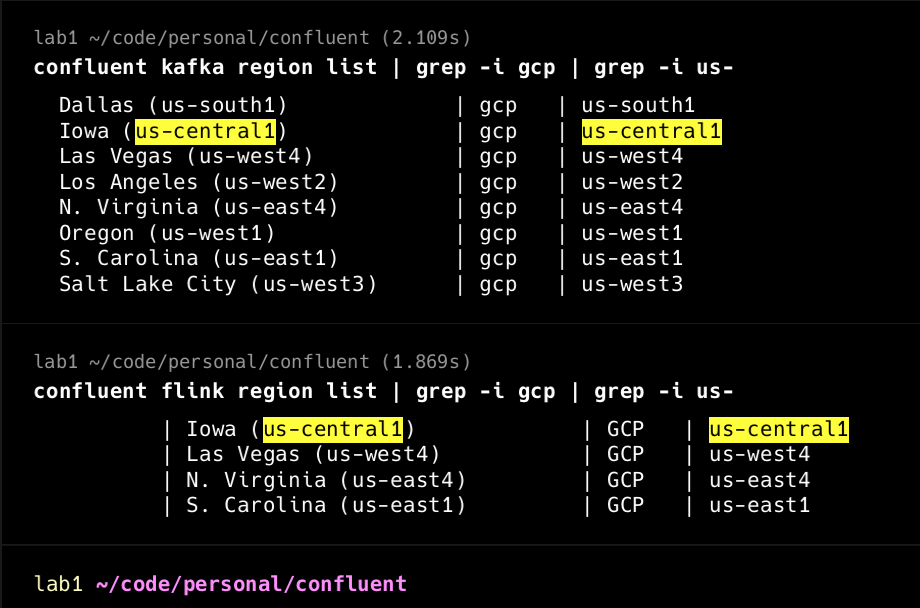 lab1 ~/code/personal/confluent (2.109s)
confluent kafka region list | grep -i gcp | grep -i us-
Dallas (us-south1) | gcp | us-south1
Iowa (us-central1) | gcp | us-central1
Las Vegas (us-west4) | gcp | us-west4
Los Angeles (us-west2) | gcp | us-west2
N. Virginia (us-east4) | gcp | us-east4
Oregon (us-west1) | gcp | us-west1
S. Carolina (us-east1) | gcp | us-east1
Salt Lake City (us-west3) | gcp | us-west3
lab1 ~/code/personal/confluent (1.869s)
confluent flink region list | grep -i gcp | grep -i us-
| Iowa (us-central1) | GCP | us-central1
| Las Vegas (us-west4) | GCP | us-west4
| N. Virginia (us-east4) | GCP | us-east4
| S. Carolina (us-east1) | GCP | us-east1
lab1 ~/code/personal/confluent